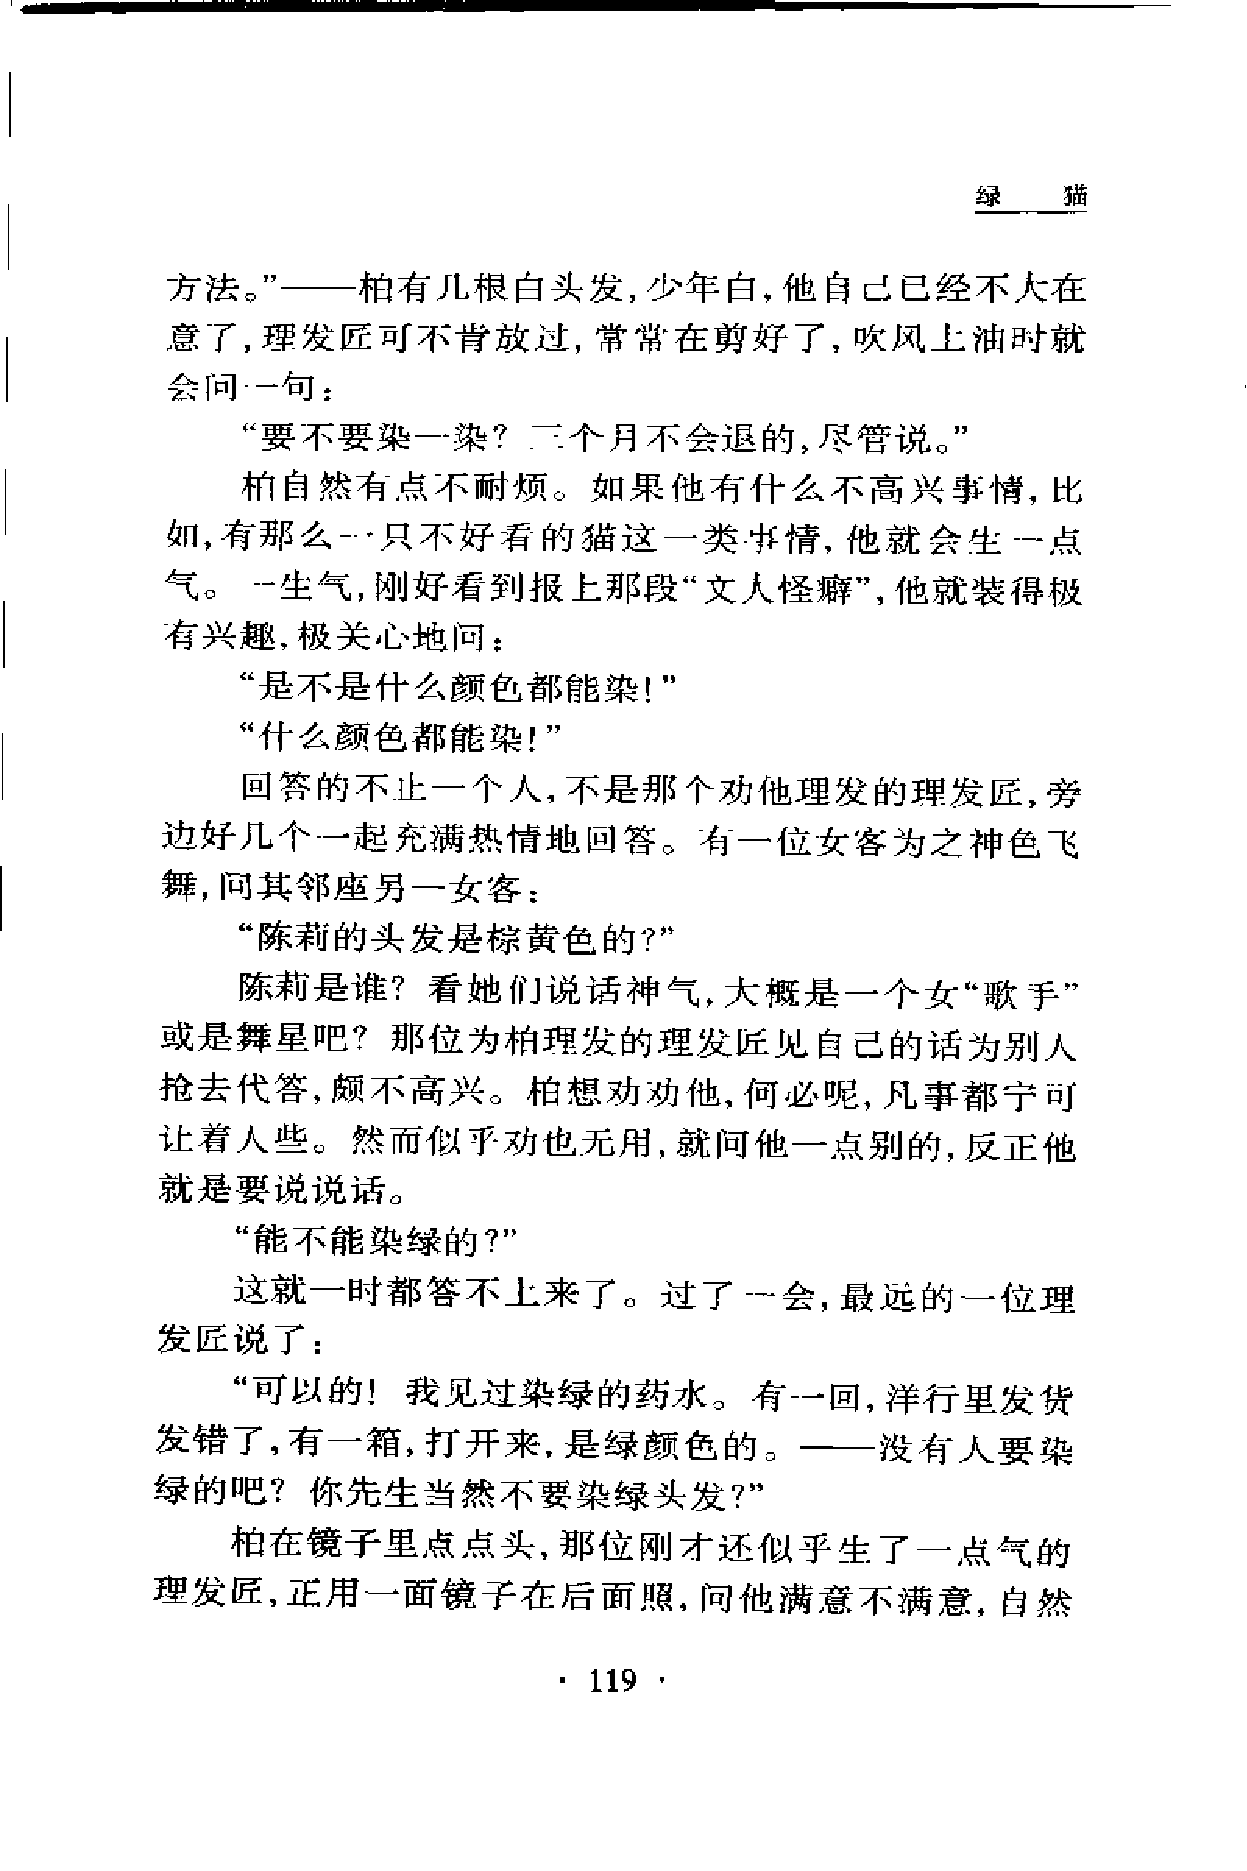 绿 猫
方法。”——柏有几根白头发,少年白,他自己已经不大在
意了,理发匠可不肯放过,常常在剪好了,吹风上油时就
会问一句:
“要不要染一染? 三个月不会退的,尽管说。”
柏自然有点不耐烦。如果他有什么不高兴事情,比
如,有那么一只不好看的猫这一类事情,他就会生一点
气。一生气,刚好看到报上那段“文人怪癖”,他就装得极
有兴趣,极关心地问:
“是不是什么颜色都能染!”
“什么颜色都能染!”
回答的不止一个人,不是那个劝他理发的理发匠,旁
边好几个一起充满热情地回答。有一位女客为之神色飞
舞,问其邻座另一女客:
“陈莉的头发是棕黄色的?”
陈莉是谁? 看她们说话神气,大概是一个女“歌手”
或是舞星吧? 那位为柏理发的理发匠见自己的话为别人
抢去代答,颇不高兴。柏想劝劝他,何必呢,凡事都宁可
让着人些。然而似乎劝也无用,就问他一点别的,反正他
就是要说说话。
“能不能染绿的?”
这就一时都答不上来了。过了一会,最远的一位理
发匠说了:
“可以的! 我见过染绿的药水。有一回,洋行里发货
发错了,有一箱,打开来,是绿颜色的。——没有人要染
绿的吧? 你先生当然不要染绿头发?”
柏在镜子里点点头,那位刚才还似乎生了一点气的
理发匠,正用一面镜子在后面照,问他满意不满意,自然
· 119 ·